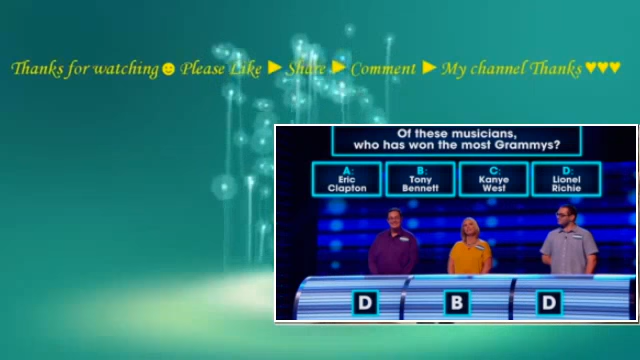 Thanks for watching☻ Please Like ► Share ► Comment ► My channel Thanks ♥♥♥
Of these musicians,
who has won the most Grammys?
A:
Eric
Clapton
B:
Tony
Bennett
C:
Kanye
West
D:
Lionel
Richie
D
B
D